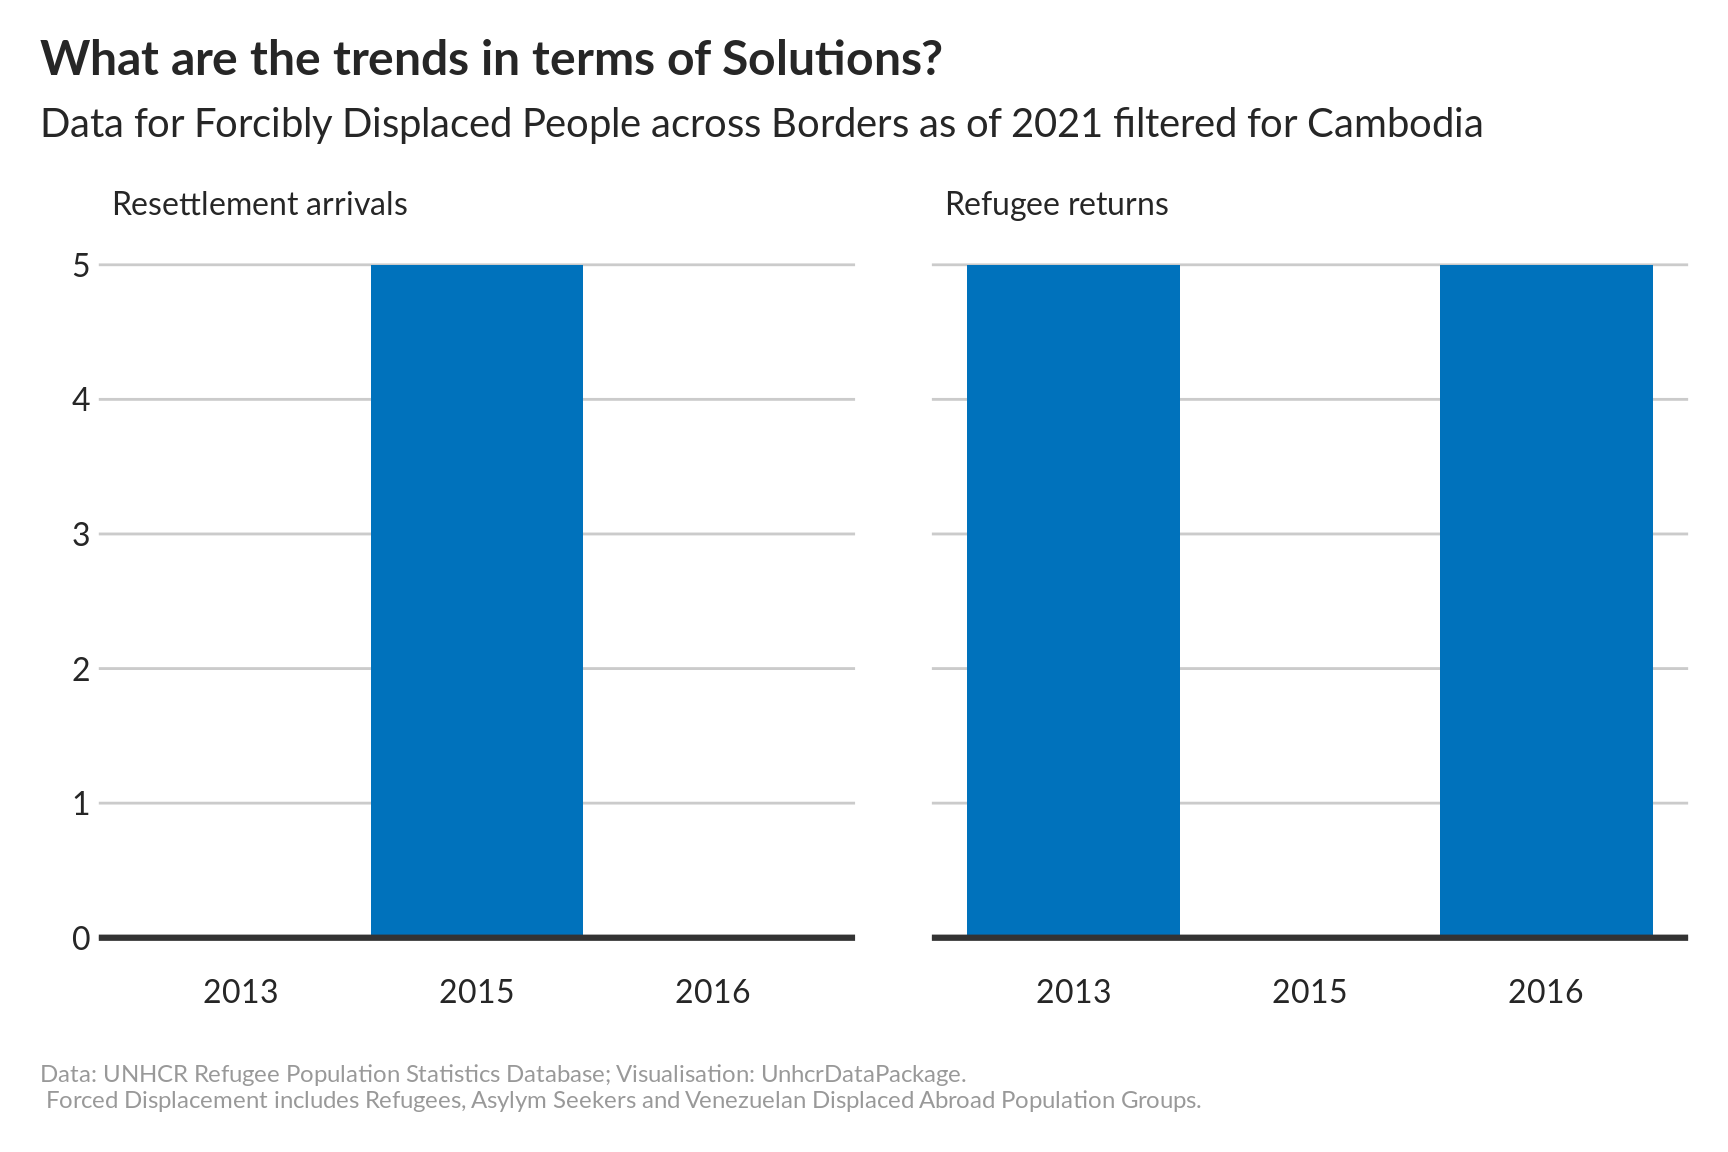 What are the trends in terms of Solutions?
Data for Forcibly Displaced People across Borders as of 2021 filtered for Cambodia
Resettlement arrivals
Refugee returns
5
4
3
2
1
0
2013 2015 2016
2013 2015 2016
Data: UNHCR Refugee Population Statistics Database; Visualisation: UnhcrDataPackage.
Forced Displacement includes Refugees, Asylym Seekers and Venezuelan Displaced Abroad Population Groups.